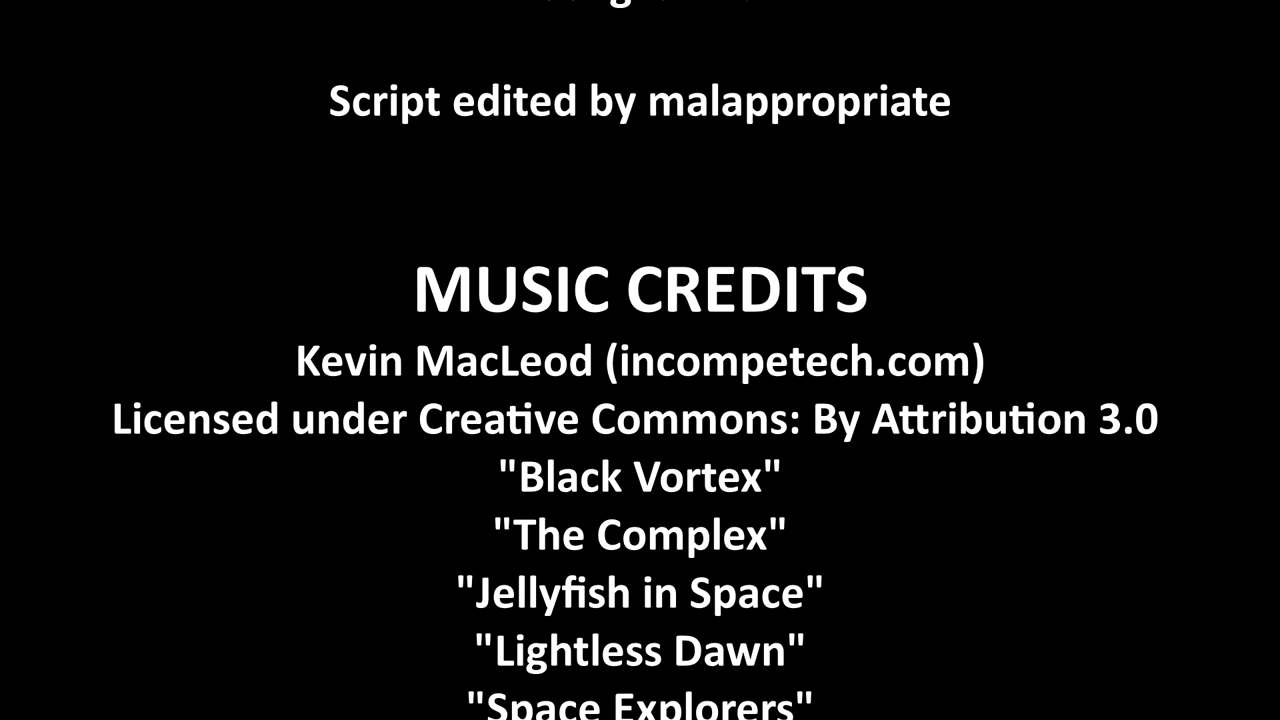 Script edited by malappropriate
MUSIC CREDITS
Kevin MacLeod (incompetech.com)
Licensed under Creative Commons: By Attribution 3.0
"Black Vortex"
"The Complex"
"Jellyfish in Space"
"Lightless Dawn"
"Space Explorers"